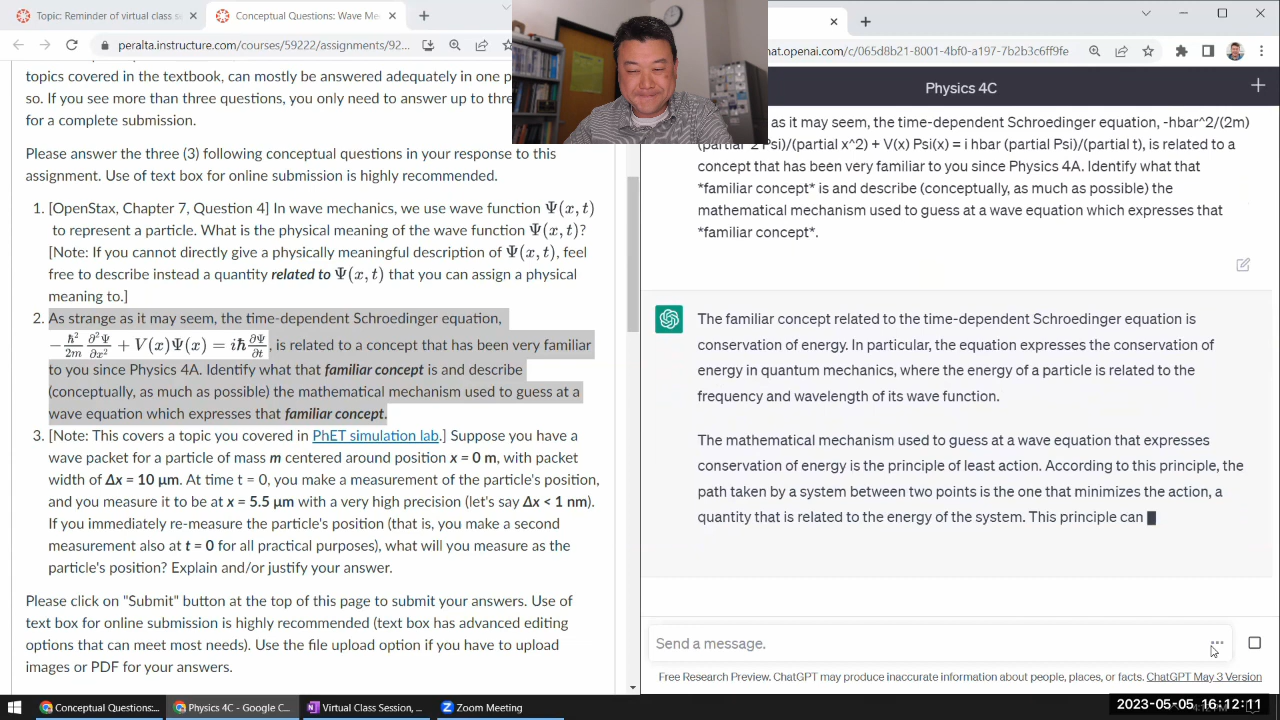 Topic: Reminder of virtual class s
Conceptual Questions: Wave Me
peralta.instructure.com/courses/59222/assignments/92...
hat.openai.com/c/065d8b21-8001-4bf0-a197-7b2b3c6ff9fe
topics covered in the textbook, can mostly be answered adequately in one p
so. If you see more than three questions, you only need to answer up to thre
for a complete submission.
Please answer the three (3) following conceptual questions in your response to this
assignment. Use of text box for online submission is highly recommended.
1. [OpenStax, Chapter 7, Question 4] In wave mechanics, we use wave function Ψ(x, t)
to represent a particle. What is the physical meaning of the wave function Ψ(x, t)?
[Note: If you cannot directly give a physically meaningful description of Ψ(x, t), feel
free to describe instead a quantity related to Ψ(x, t) that you can assign a physical
meaning to.]
2. As strange as it may seem, the time-dependent Schroedinger equation,
−ℏ²/2m ∂²Ψ/∂x² + V(x)Ψ(x) = iℏ ∂Ψ/∂t, is related to a concept that has been very familiar
to you since Physics 4A. Identify what that familiar concept is and describe
(conceptually, as much as possible) the mathematical mechanism used to guess at a
wave equation which expresses that familiar concept.
3. [Note: This covers a topic you covered in PhET simulation lab.] Suppose you have a
wave packet for a particle of mass m centered around position x = 0 m, with packet
width of Δx = 10 μm. At time t = 0, you make a measurement of the particle's position,
and you measure it to be at x = 5.5 μm with a very high precision (let's say Δx < 1 nm).
If you immediately re-measure the particle's position (that is, you make a second
measurement also at t = 0 for all practical purposes), what will you measure as the
particle's position? Explain and/or justify your answer.
Please click on "Submit" button at the top of this page to submit your answers. Use of
text box for online submission is highly recommended (text box has advanced editing
options that can meet most needs). Use the file upload option if you have to upload
images or PDF for your answers.
Physics 4C
as it may seem, the time-dependent Schroedinger equation, -hbar^2/(2m)
(partial^2 Psi)/(partial x^2) + V(x) Psi(x) = i hbar (partial Psi)/(partial t), is related to a
concept that has been very familiar to you since Physics 4A. Identify what that
*familiar concept* is and describe (conceptually, as much as possible) the
mathematical mechanism used to guess at a wave equation which expresses that
*familiar concept*.
The familiar concept related to the time-dependent Schroedinger equation is
conservation of energy. In particular, the equation expresses the conservation of
energy in quantum mechanics, where the energy of a particle is related to the
frequency and wavelength of its wave function.
The mathematical mechanism used to guess at a wave equation that expresses
conservation of energy is the principle of least action. According to this principle, the
path taken by a system between two points is the one that minimizes the action, a
quantity that is related to the energy of the system. This principle can
Send a message.
Free Research Preview. ChatGPT may produce inaccurate information about people, places, or facts. ChatGPT May 3 Version
Conceptual Questions:...
Physics 4C - Google C...
Virtual Class Session, ...
Zoom Meeting
2023-05-05 16:12:11